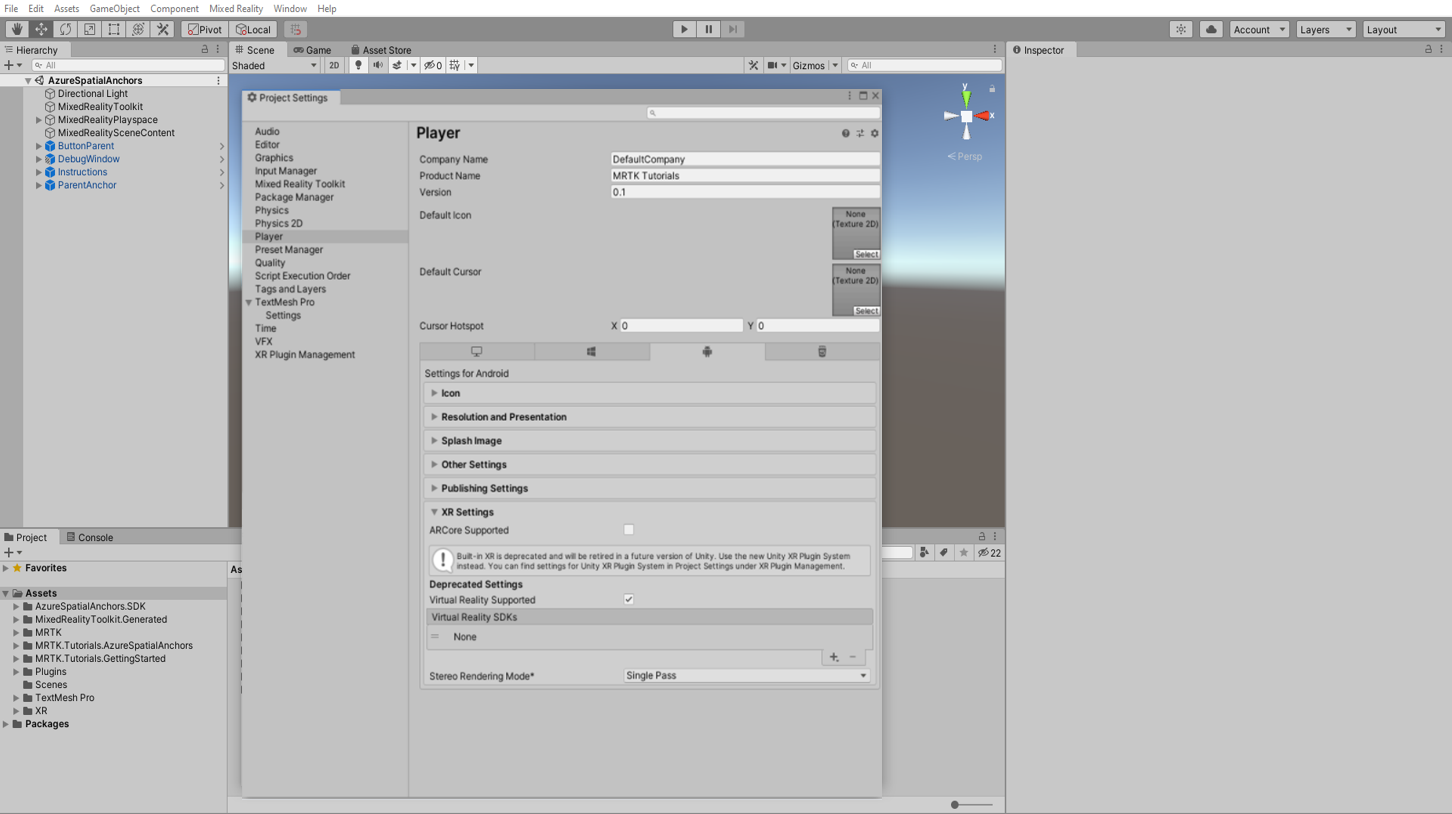 File Edit Assets GameObject Component Mixed Reality Window Help
Pivot Local Account Layers Layout
Hierarchy
All
AzureSpatialAnchors
Directional Light
MixedRealityToolkit
MixedRealityPlayspace
MixedRealitySceneContent
ButtonParent
DebugWindow
Instructions
ParentAnchor
Scene Game Asset Store
Shaded 2D 0 Gizmos All
y
x
Persp
Inspector
Project Settings
Audio
Editor
Graphics
Input Manager
Mixed Reality Toolkit
Package Manager
Physics
Physics 2D
Player
Preset Manager
Quality
Script Execution Order
Tags and Layers
TextMesh Pro
Settings
Time
VFX
XR Plugin Management
Player
Company Name DefaultCompany
Product Name MRTK Tutorials
Version 0.1
Default Icon
None
(Texture 2D)
Select
Default Cursor
None
(Texture 2D)
Select
Cursor Hotspot X 0 Y 0
Settings for Android
Icon
Resolution and Presentation
Splash Image
Other Settings
Publishing Settings
XR Settings
ARCore Supported
Built-in XR is deprecated and will be retired in a future version of Unity. Use the new Unity XR Plugin System
instead. You can find settings for Unity XR Plugin System in Project Settings under XR Plugin Management.
Deprecated Settings
Virtual Reality Supported
Virtual Reality SDKs
None
Stereo Rendering Mode* Single Pass
Project Console
22
Favorites
Assets
AzureSpatialAnchors.SDK
MixedRealityToolkit.Generated
MRTK
MRTK.Tutorials.AzureSpatialAnchors
MRTK.Tutorials.GettingStarted
Plugins
Scenes
TextMesh Pro
XR
Packages
As